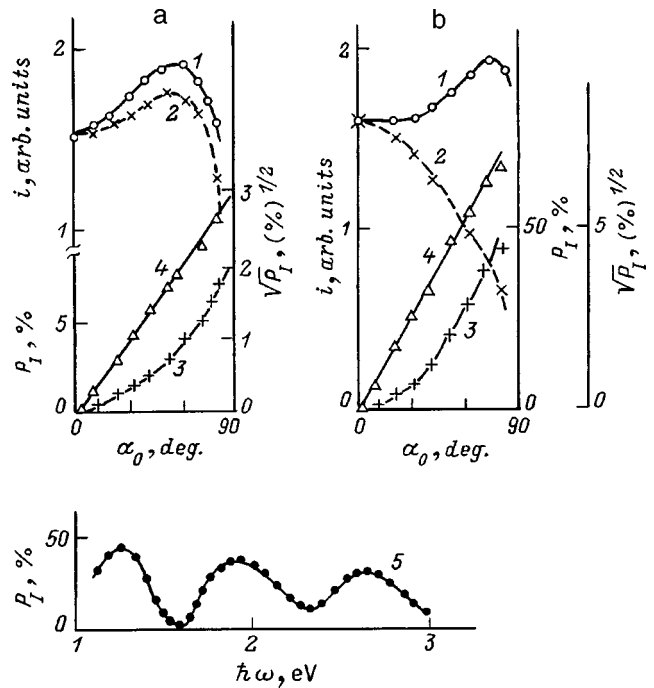 a
b
2
1
i, arb. units
1
2
3
2
1
0
√P_I, (%)^1/2
4
3
5
0
P_I, %
0
90
α₀, deg.
2
1
0
i, arb. units
1
2
4
3
50
0
P_I, %
5
0
√P_I, (%)^1/2
0
90
α₀, deg.
50
0
P_I, %
5
1
2
3
ħω, eV